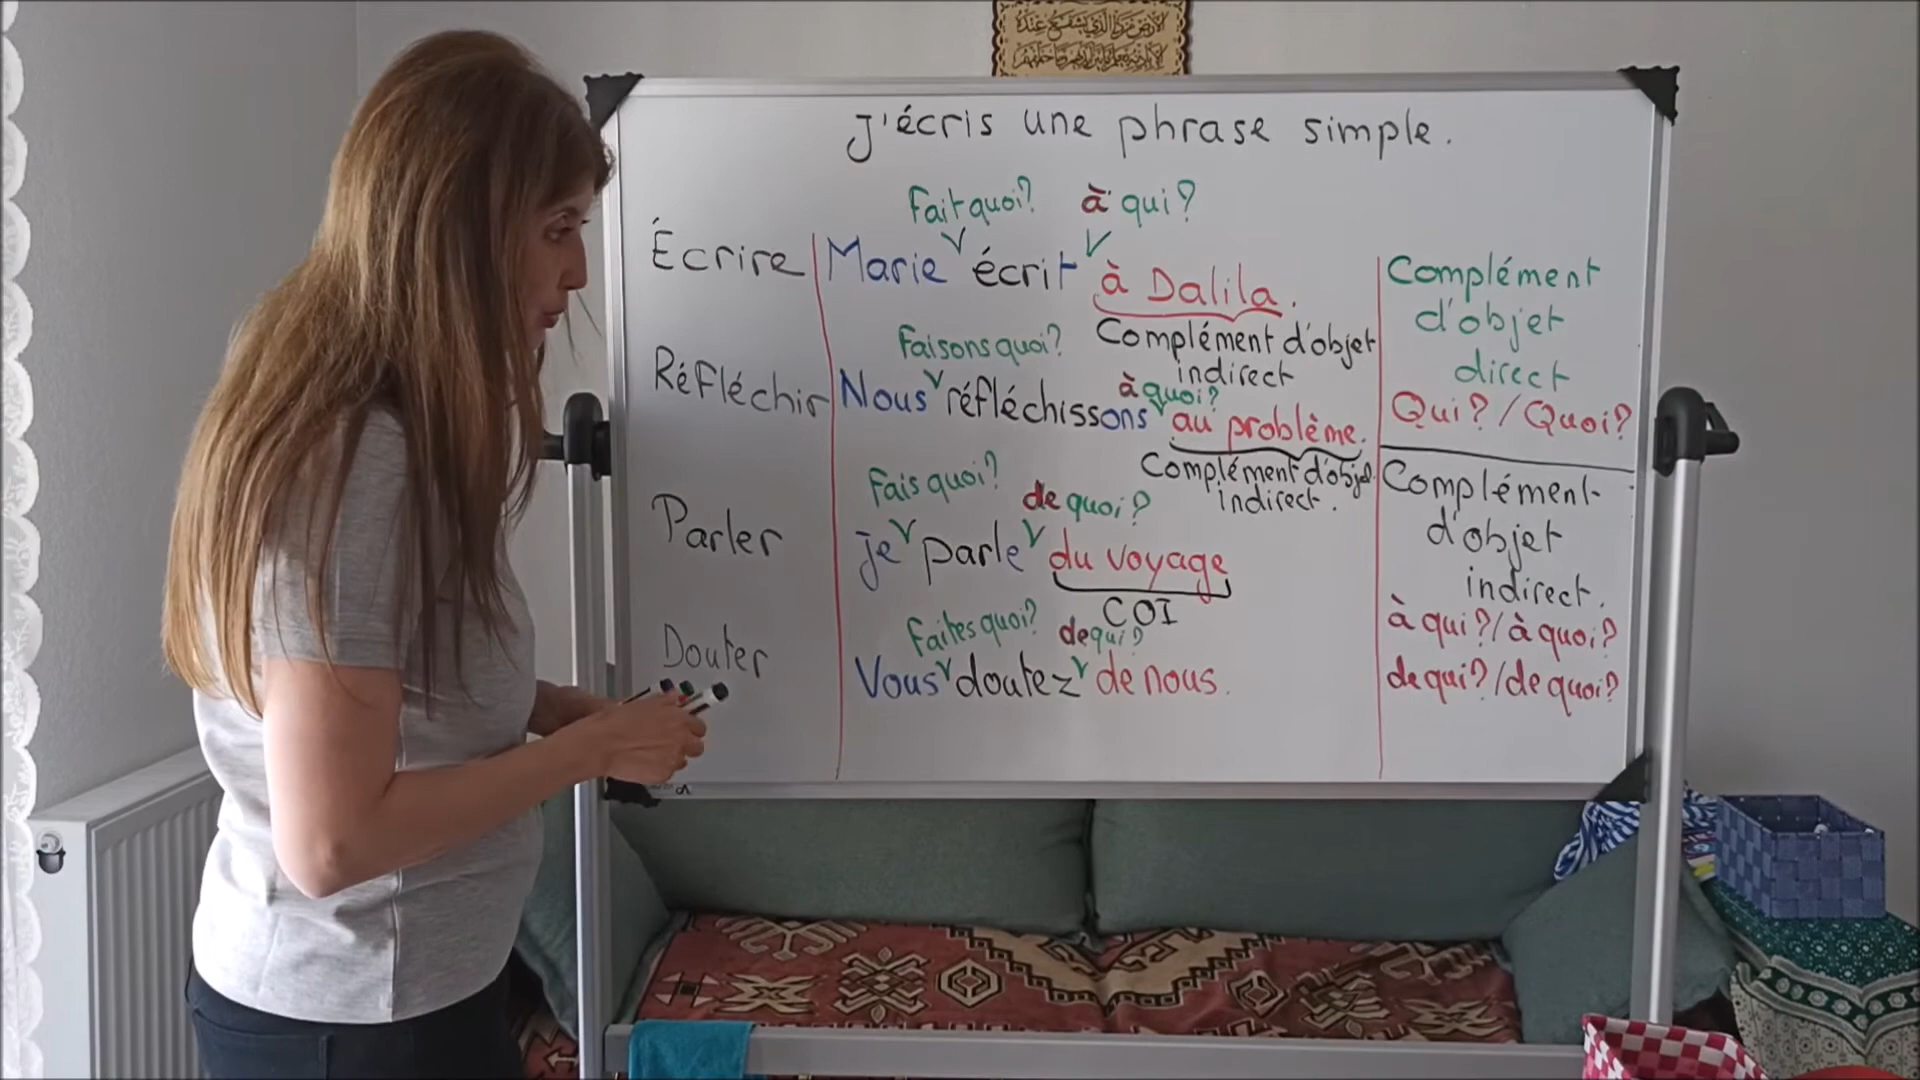 J'écris une phrase simple.
Fait quoi? à qui?
Écrire Marie écrit à Dalila.
Complément d'objet
indirect
Faisons quoi?
à quoi?
Réfléchir Nous réfléchissons au problème.
Complément d'objet
indirect.
Fais quoi? de quoi?
Parler je parle du voyage
COI
Faites quoi? de qui?
Douter Vous doutez de nous.
Complément
d'objet
direct
Qui? / Quoi?
Complément
d'objet
indirect.
à qui?/à quoi?
de qui?/de quoi?